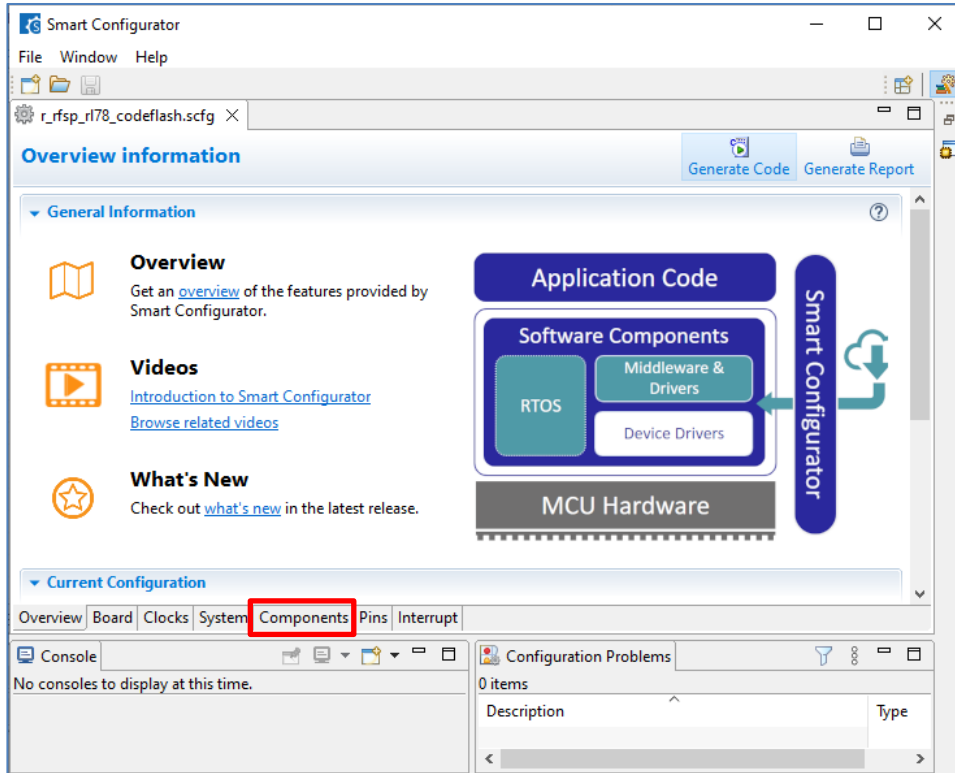 Smart Configurator
File Window Help
r_rfsp_rl78_codeflash.scfg
Overview information
Generate Code Generate Report
General Information
Overview
Get an overview of the features provided by
Smart Configurator.
Videos
Introduction to Smart Configurator
Browse related videos
What's New
Check out what's new in the latest release.
Application Code
Software Components
RTOS
Middleware &
Drivers
Device Drivers
MCU Hardware
Smart Configurator
Current Configuration
Overview Board Clocks System Components Pins Interrupt
Console
No consoles to display at this time.
Configuration Problems
0 items
Description Type